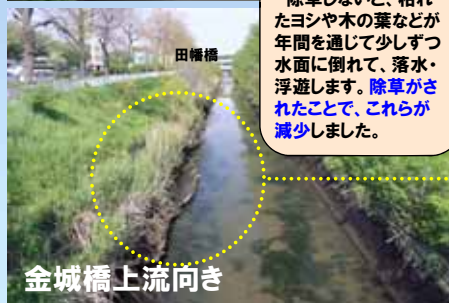 除草しないと、枯れ
たヨシや木の葉などが
年間を通じて少しずつ
水面に倒れて、落水・
浮遊します。除草がさ
れたことで、これらが
減少しました。
田幡橋
金城橋上流向き